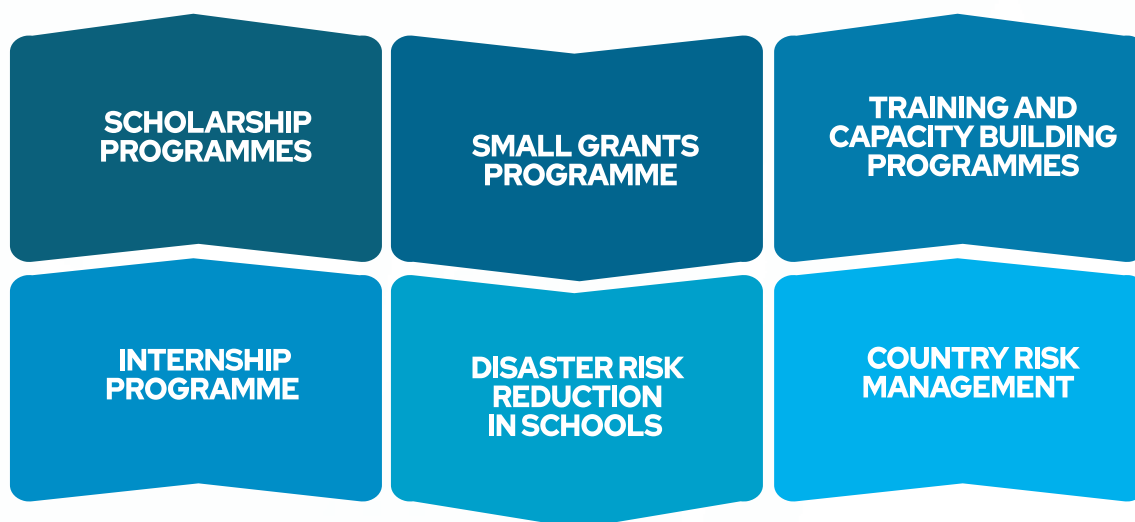 SCHOLARSHIP
PROGRAMMES
SMALL GRANTS
PROGRAMME
TRAINING AND
CAPACITY BUILDING
PROGRAMMES
INTERNSHIP
PROGRAMME
DISASTER RISK
REDUCTION
IN SCHOOLS
COUNTRY RISK
MANAGEMENT